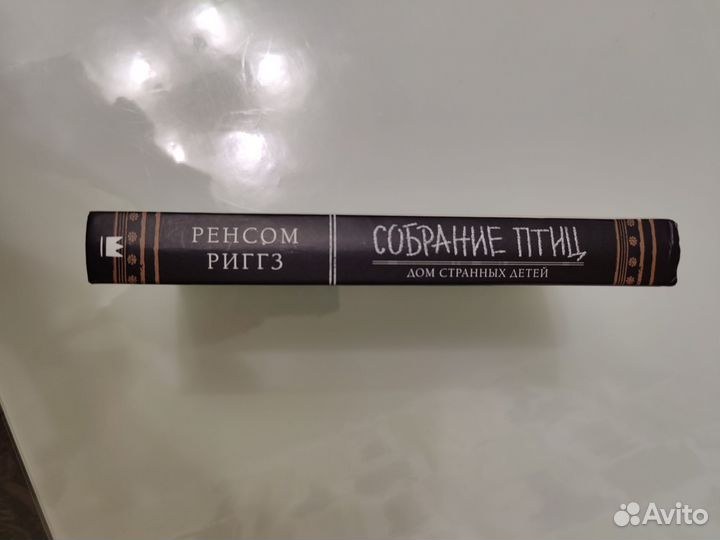 РЕНСОМ
РИГГЗ
СОБРАНИЕ ПТИЦ
ДОМ СТРАННЫХ ДЕТЕЙ
Avito